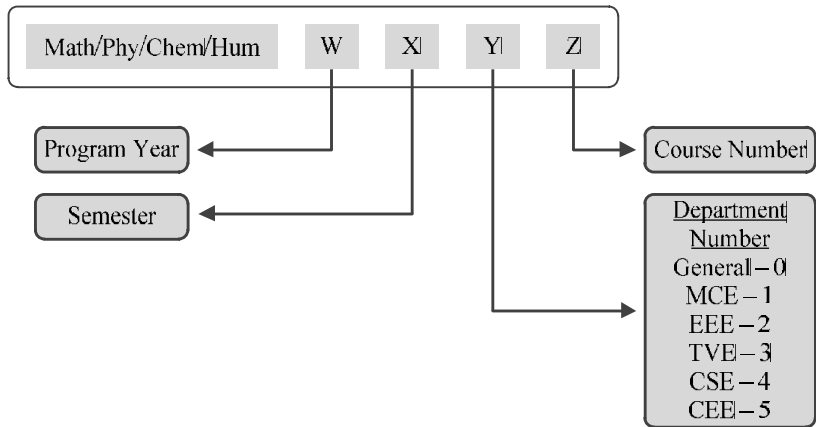 Math/Phy/Chem/Hum W X Y Z
Program Year
Course Number
Semester
Department
Number
General – 0
MCE – 1
EEE – 2
TVE – 3
CSE – 4
CEE – 5